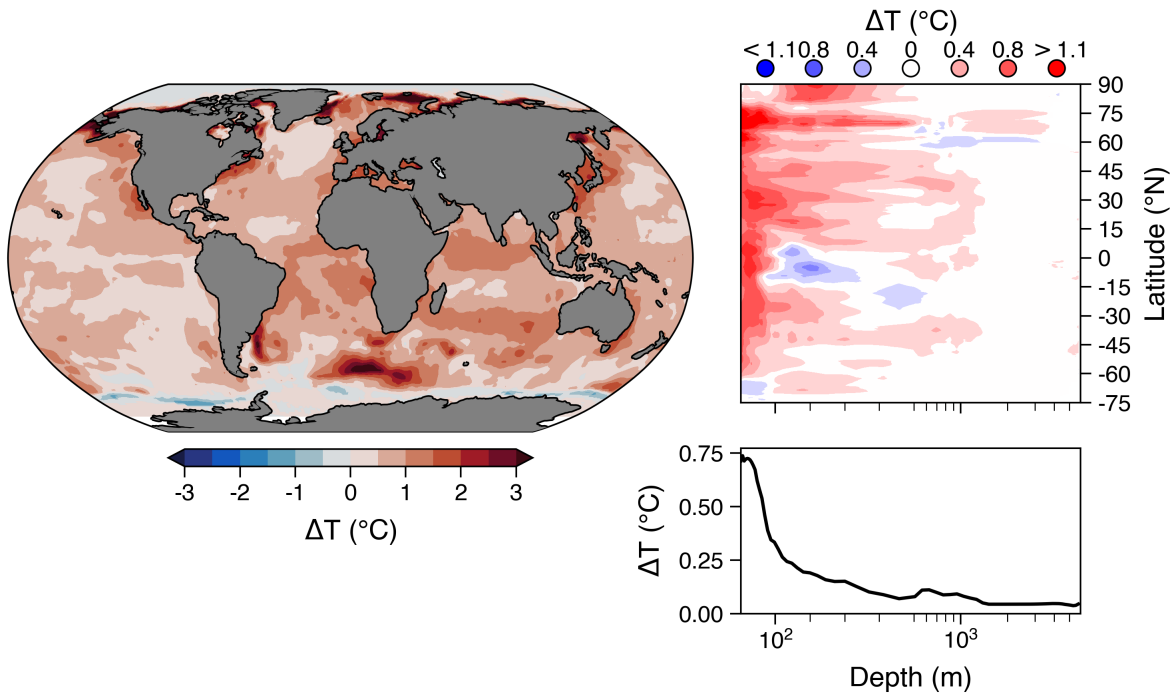 ΔT (°C)
< 1.1 0.8 0.4 0 0.4 0.8 > 1.1
90
75
60
45
30
15
0
-15
-30
-45
-60
-75
Latitude (°N)
-3 -2 -1 0 1 2 3
ΔT (°C)
0.75
0.50
0.25
0.00
ΔT (°C)
10² 10³
Depth (m)